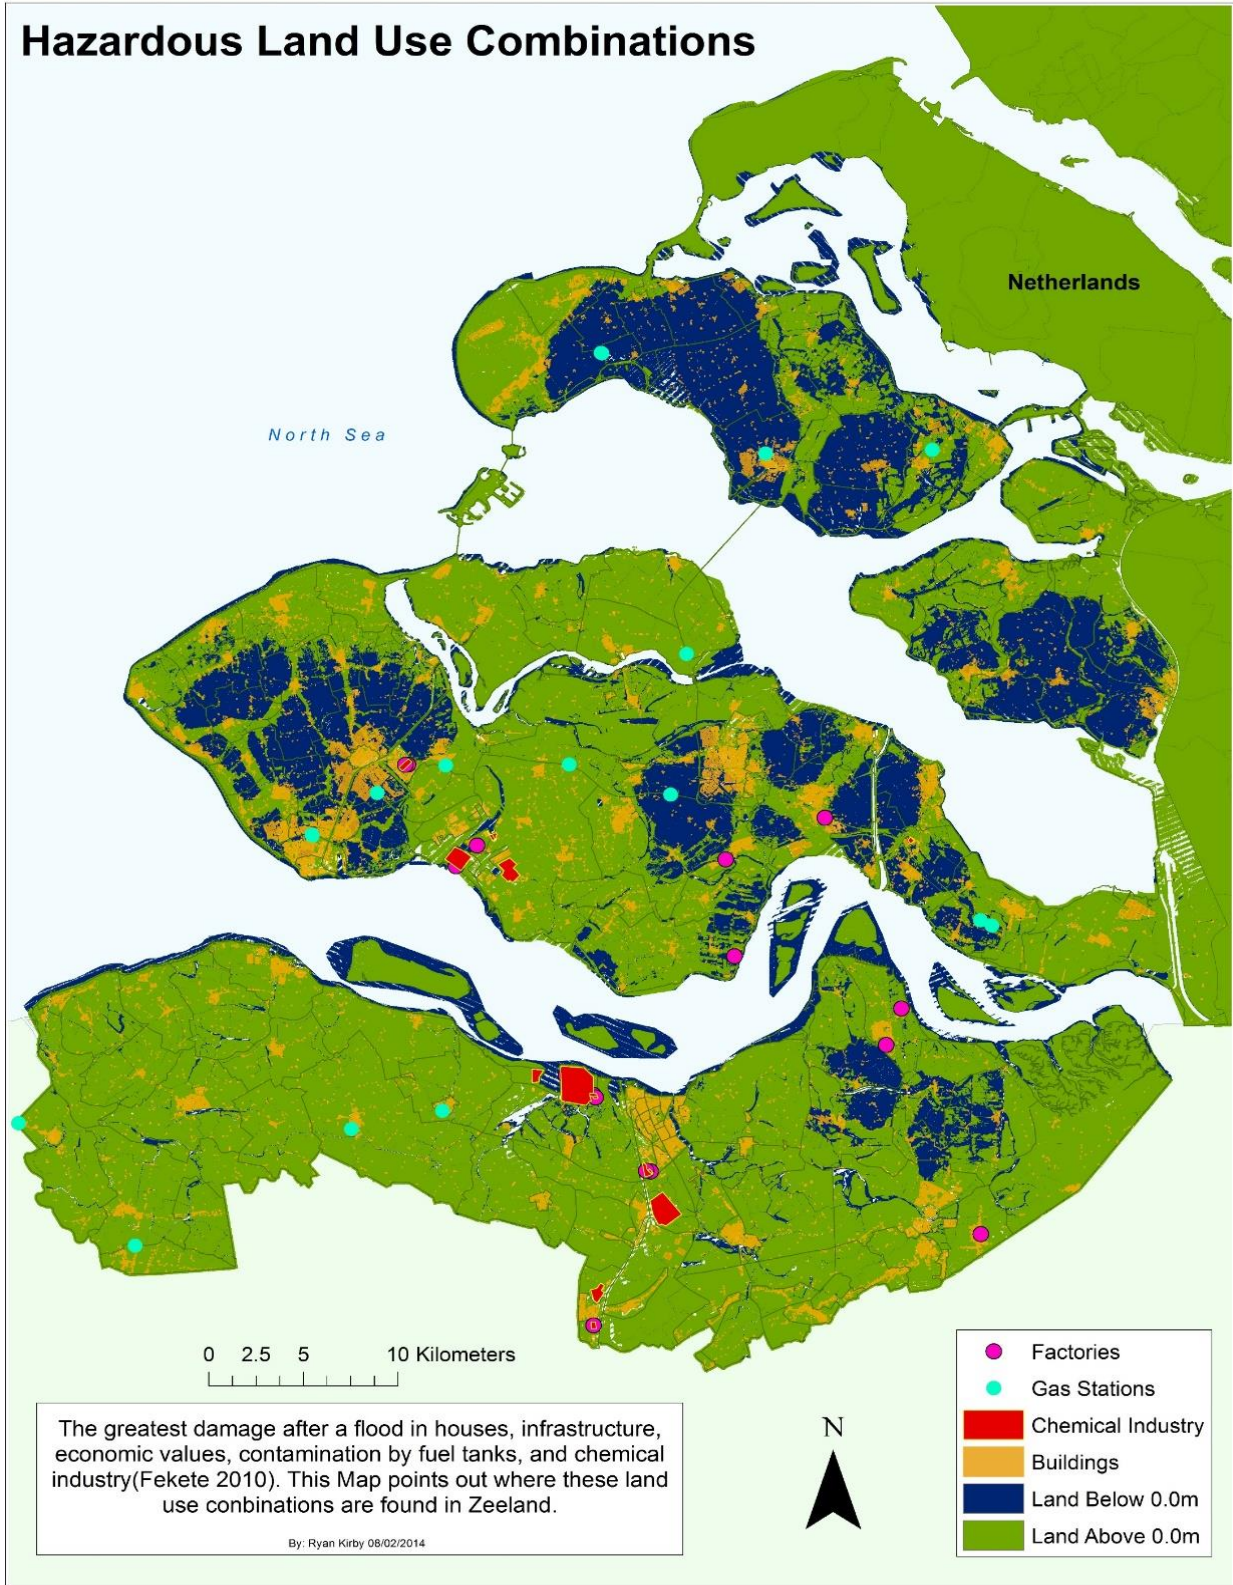 Hazardous Land Use Combinations
Netherlands
North Sea
0 2.5 5 10 Kilometers
The greatest damage after a flood in houses, infrastructure,
economic values, contamination by fuel tanks, and chemical
industry(Fekete 2010). This Map points out where these land
use conbinations are found in Zeeland.
By: Ryan Kirby 08/02/2014
N
Factories
Gas Stations
Chemical Industry
Buildings
Land Below 0.0m
Land Above 0.0m